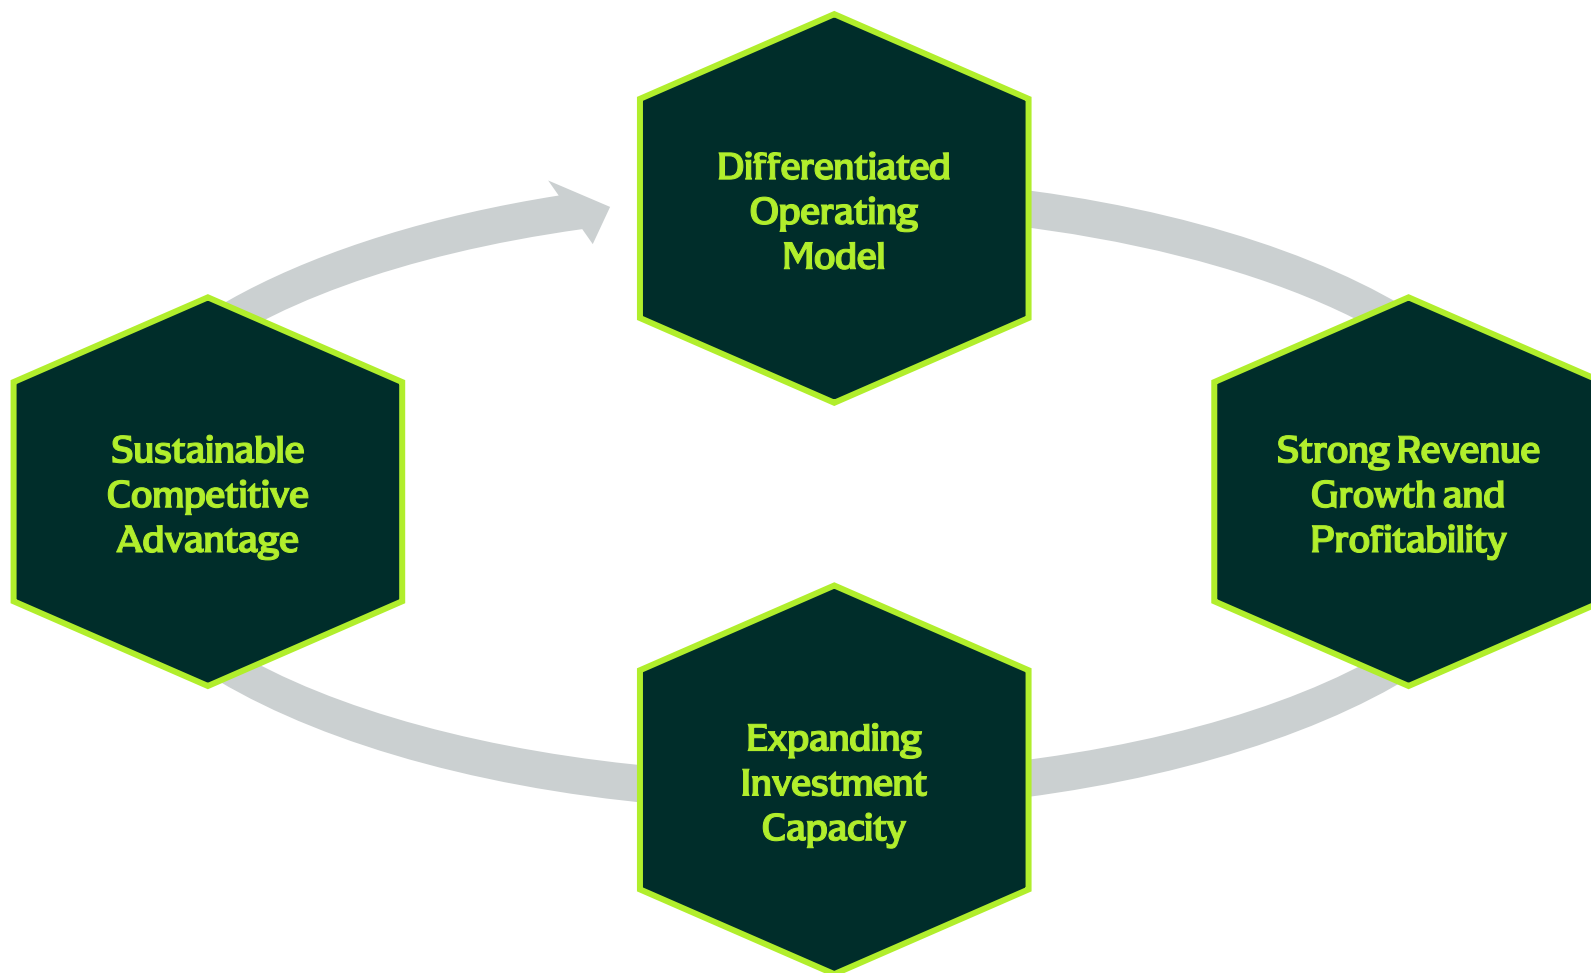 Differentiated
Operating
Model
Strong Revenue
Growth and
Profitability
Expanding
Investment
Capacity
Sustainable
Competitive
Advantage